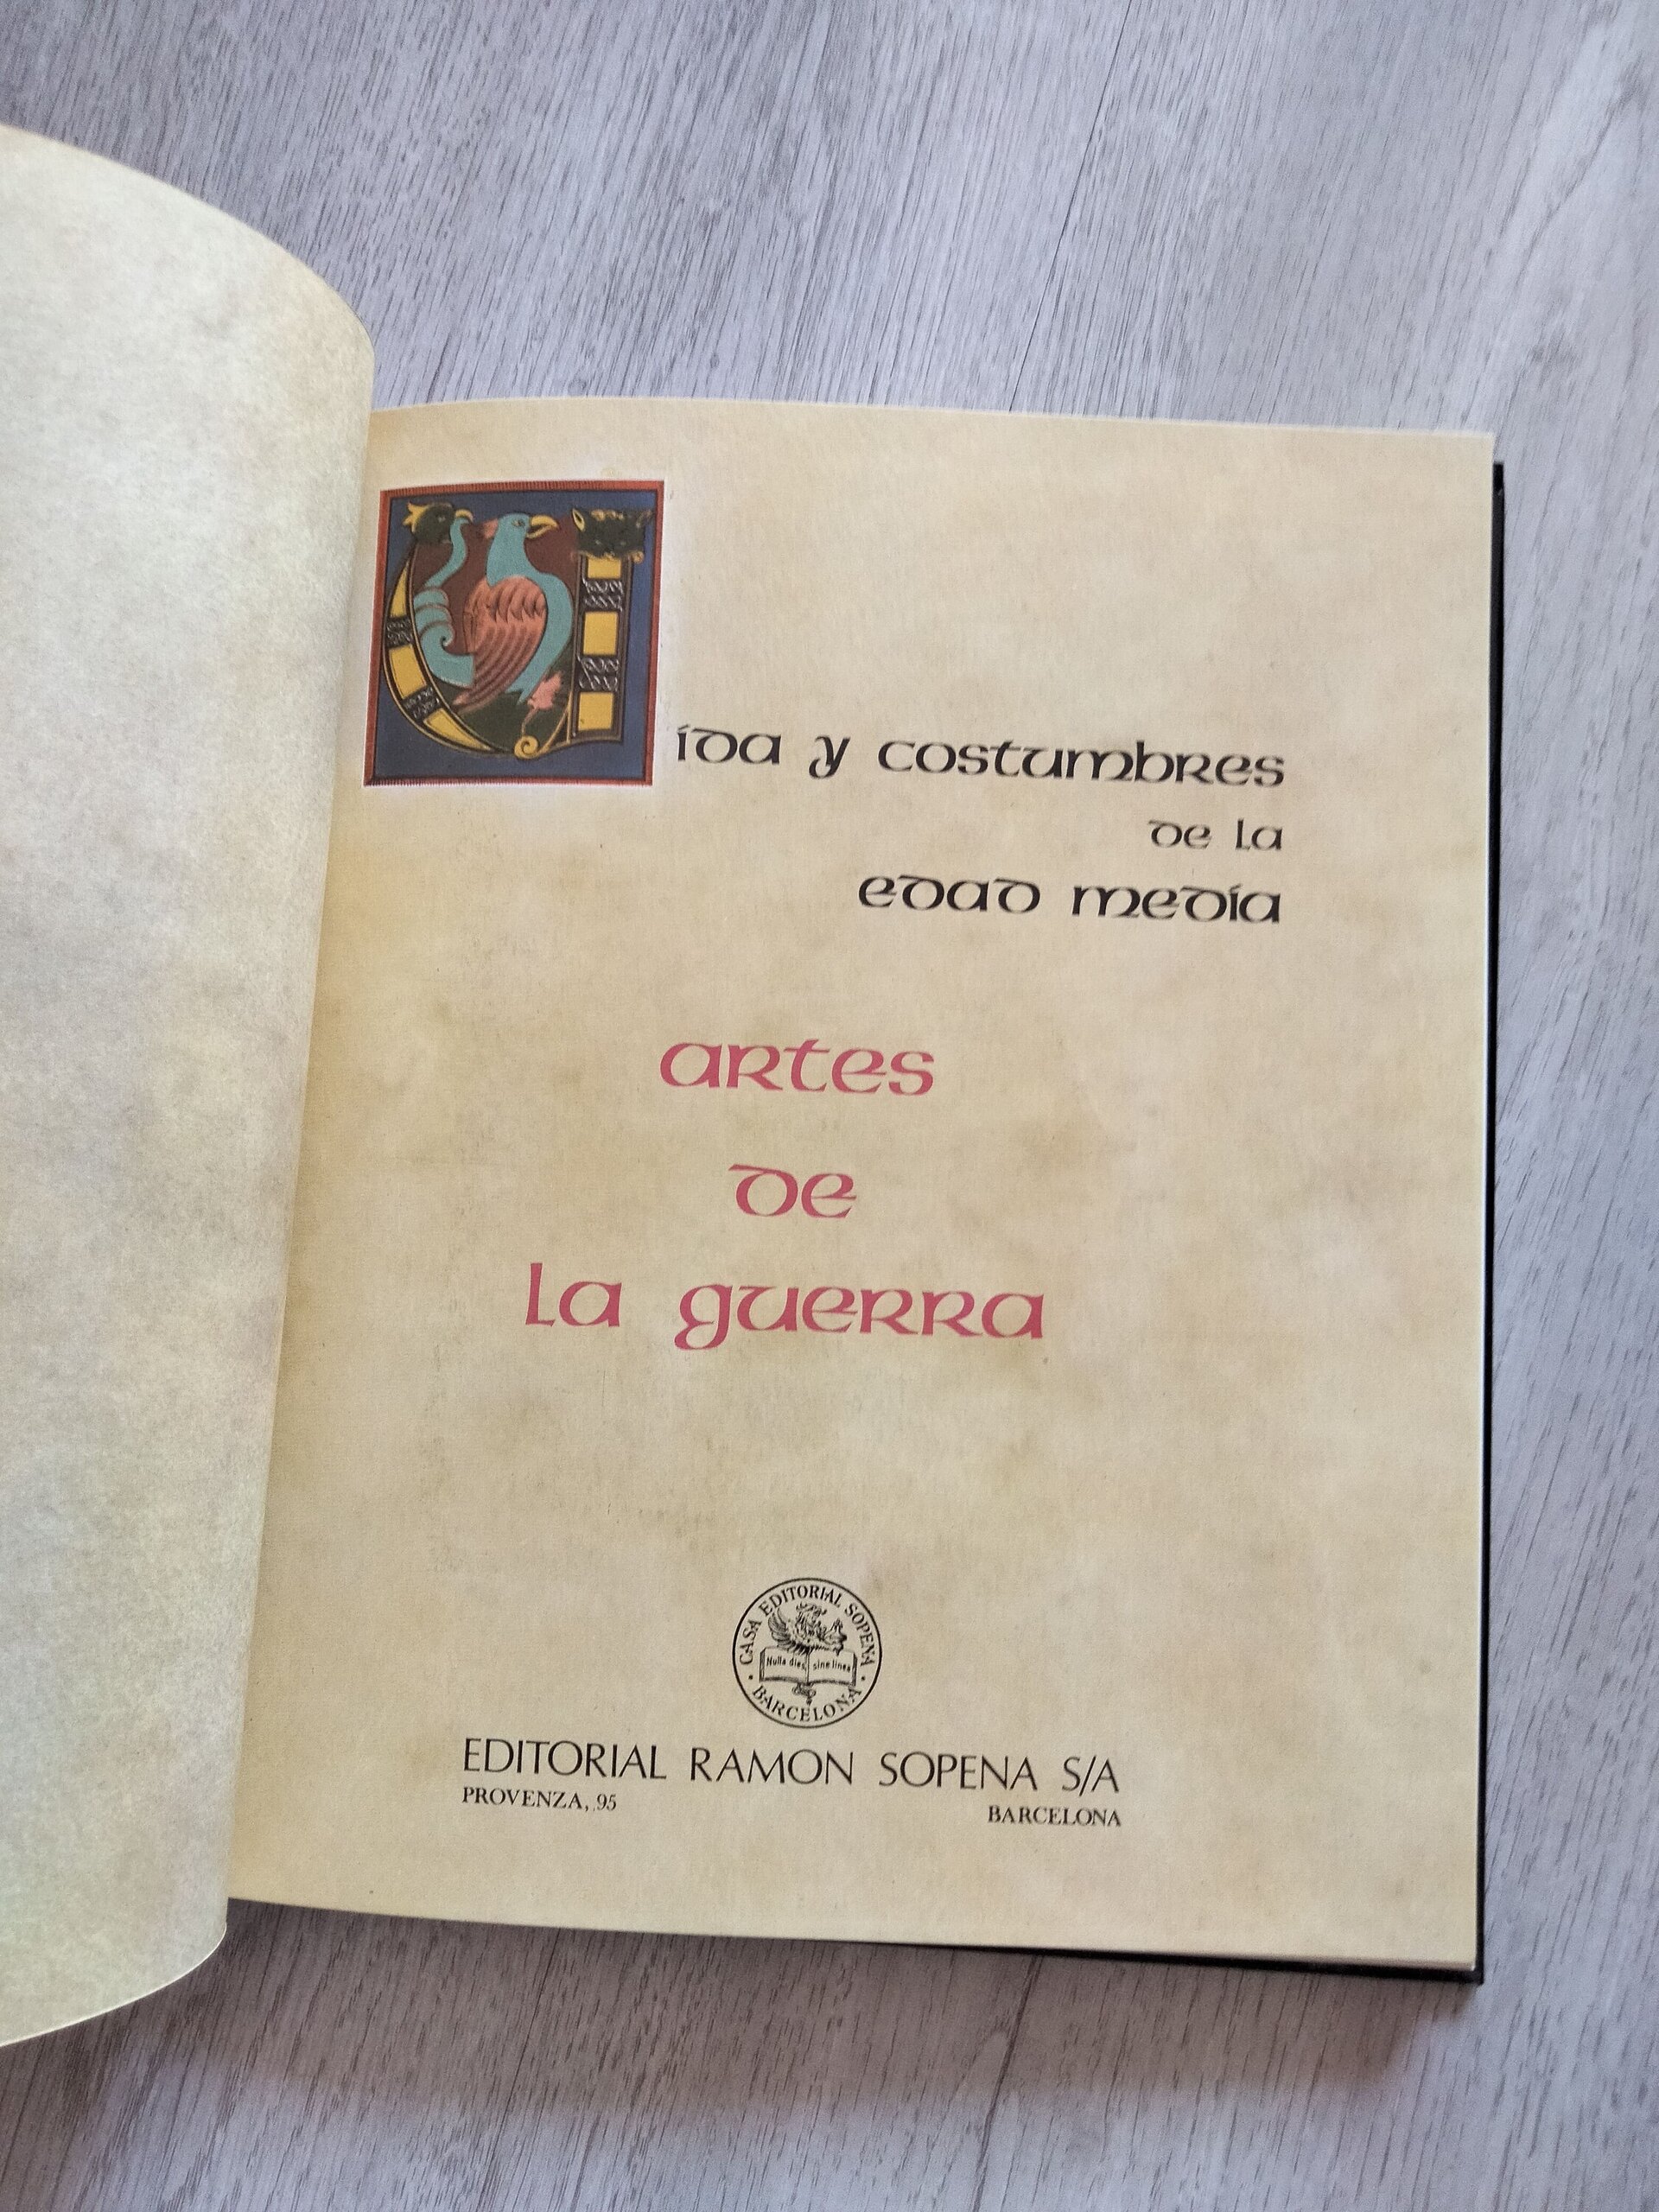 Vida y costumbres
de la
edad media
artes
de
la guerra
CASA EDITORIAL SOPENA
Nulla dies sine linea
BARCELONA
EDITORIAL RAMON SOPENA S/A
PROVENZA, 95 BARCELONA